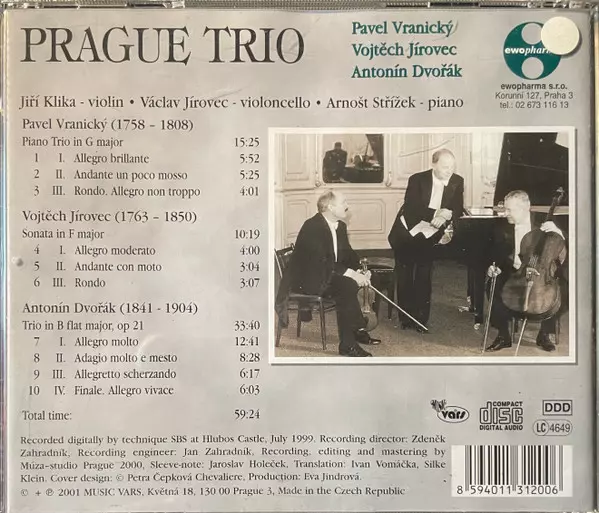 PRAGUE TRIO
Pavel Vranický
Vojtěch Jírovec
Antonín Dvořák
ewopharma
ewopharma s.r.o.
Korunní 127, Praha 3
tel.: 02 673 116 13
Jiří Klika - violin • Václav Jírovec - violoncello • Arnošt Střížek - piano
Pavel Vranický (1758 – 1808)
Piano Trio in G major 15:25
1 I. Allegro brillante 5:52
2 II. Andante un poco mosso 5:25
3 III. Rondo. Allegro non troppo 4:01
Vojtěch Jírovec (1763 – 1850)
Sonata in F major 10:19
4 I. Allegro moderato 4:00
5 II. Andante con moto 3:04
6 III. Rondo 3:07
Antonín Dvořák (1841 - 1904)
Trio in B flat major, op 21 33:40
7 I. Allegro molto 12:41
8 II. Adagio molto e mesto 8:28
9 III. Allegretto scherzando 6:17
10 IV. Finale. Allegro vivace 6:03
Total time: 59:24
vars
COMPACT
disc
DIGITAL AUDIO
DDD
LC 4649
Recorded digitally by technique SBS at Hlubos Castle, July 1999. Recording director: Zdeněk
Zahradník, Recording engineer: Jan Zahradník, Recording, editing and mastering by
Múza–studio Prague 2000, Sleeve-note: Jaroslav Holeček, Translation: Ivan Vomáčka, Silke
Klein. Cover design: © Petra Čepková Chevaliere, Production: Eva Jindrová.
© + ℗ 2001 MUSIC VARS, Květná 18, 130 00 Prague 3, Made in the Czech Republic
8 594011 312006